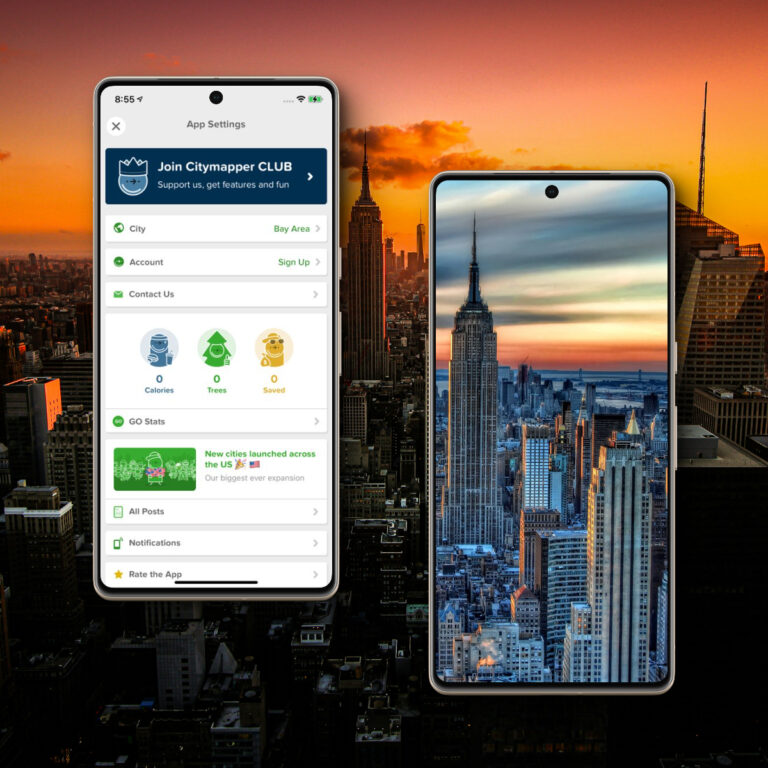 8:55
App Settings
Join Citymapper CLUB
Support us, get features and fun
City
Bay Area
Account
Sign Up
Contact Us
0
0
0
Calories
Trees
Saved
GO
GO Stats
New cities launched across
the US 🎉 🇺🇸
Our biggest ever expansion
All Posts
Notifications
Rate the App